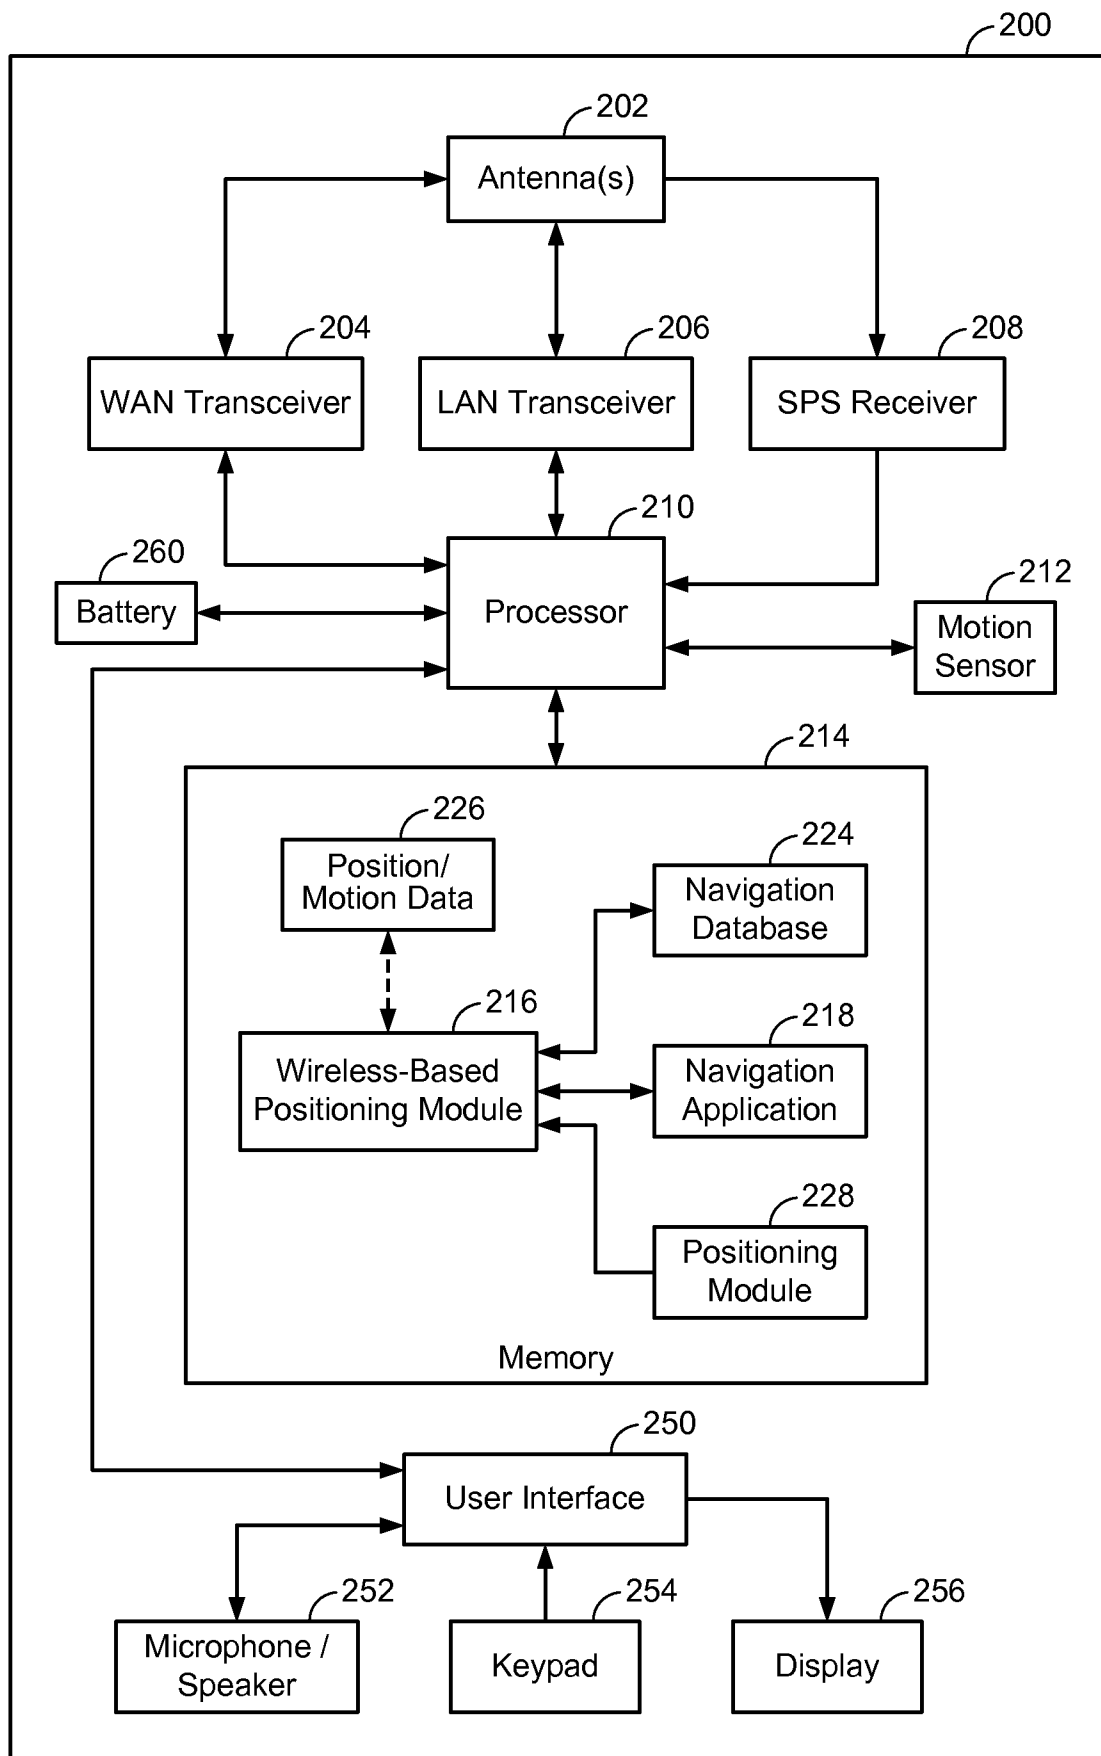 200
202
Antenna(s)
204
206
208
WAN Transceiver
LAN Transceiver
SPS Receiver
210
260
212
Battery
Processor
Motion
Sensor
214
226
224
Position/
Motion Data
Navigation
Database
216
218
Wireless-Based
Positioning Module
Navigation
Application
228
Positioning
Module
Memory
250
User Interface
252
254
256
Microphone /
Speaker
Keypad
Display